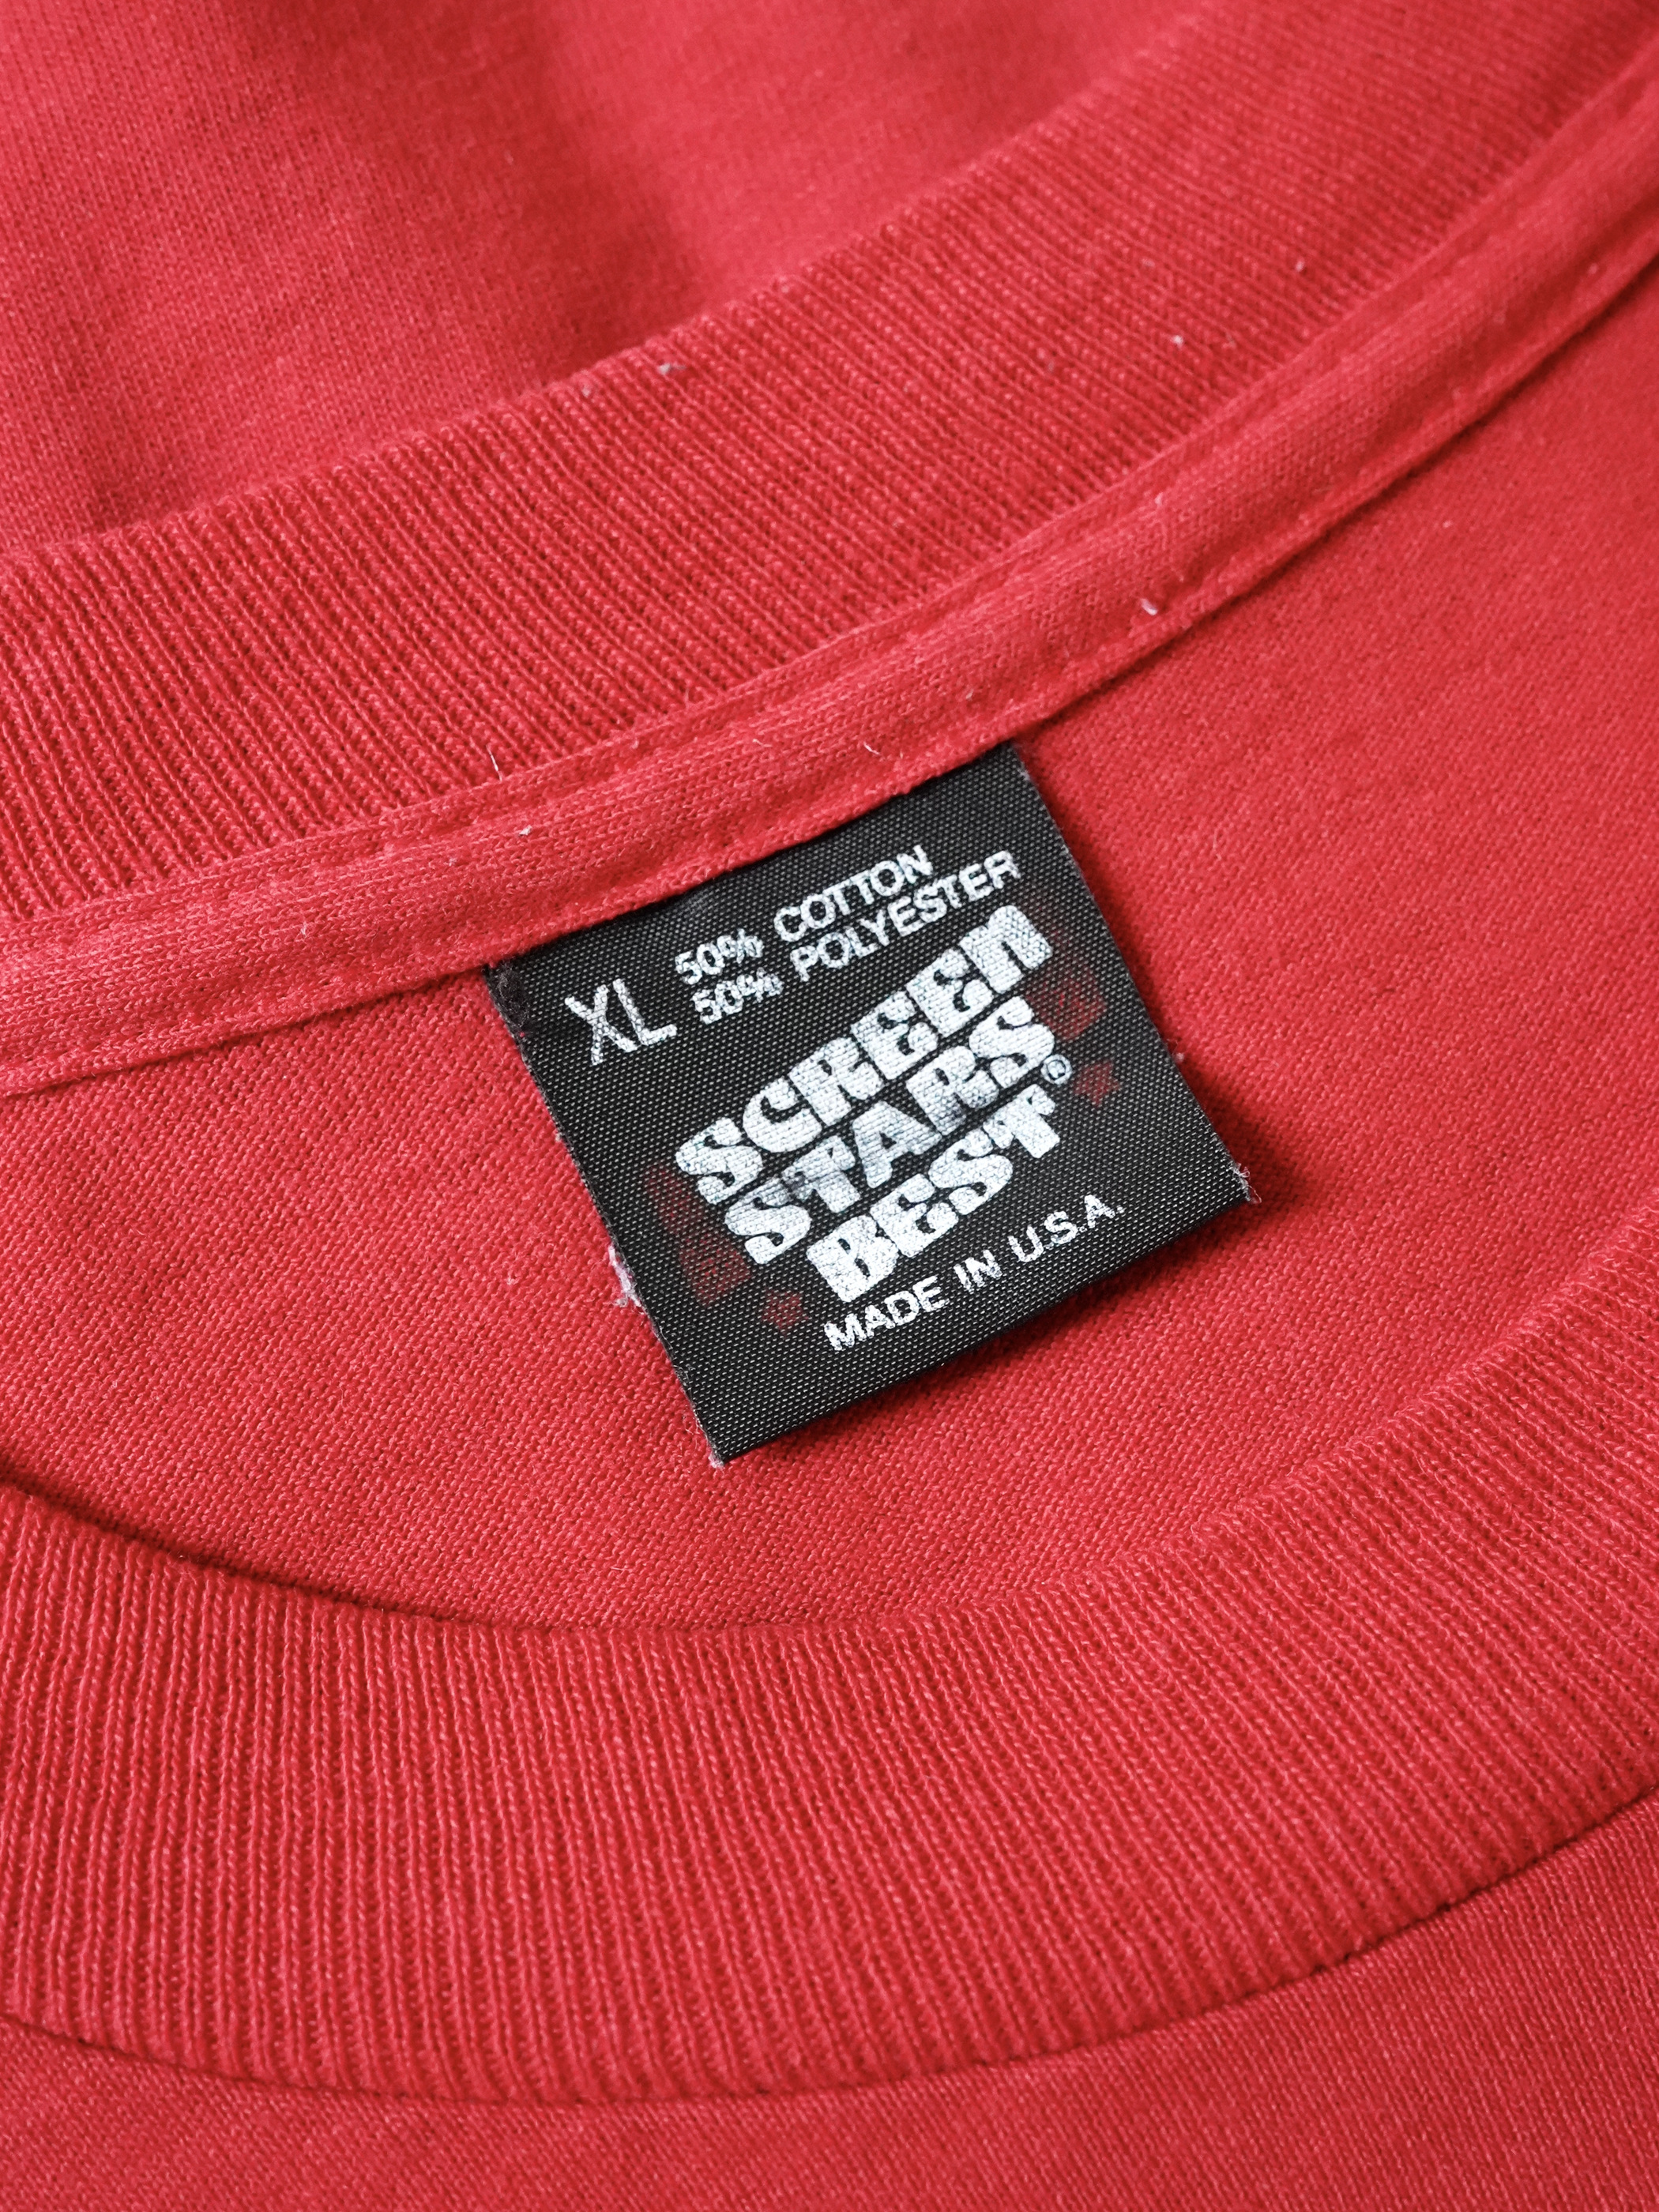 XL 50% COTTON
50% POLYESTER
SCREEN
STARS®
BEST
MADE IN U.S.A.